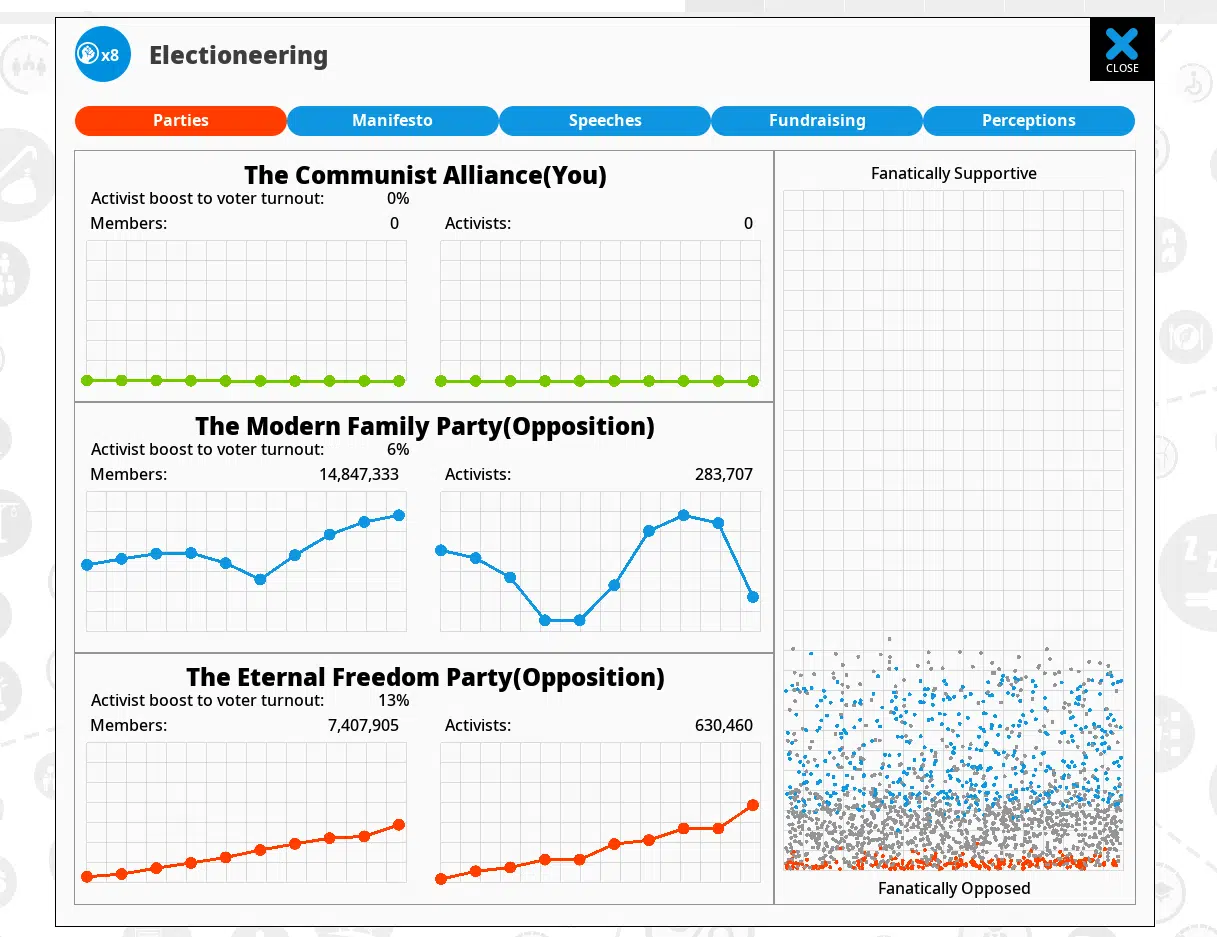 x8
Electioneering
CLOSE
Parties
Manifesto
Speeches
Fundraising
Perceptions
The Communist Alliance(You)
Activist boost to voter turnout: 0%
Members: 0
Activists: 0
The Modern Family Party(Opposition)
Activist boost to voter turnout: 6%
Members: 14,847,333
Activists: 283,707
The Eternal Freedom Party(Opposition)
Activist boost to voter turnout: 13%
Members: 7,407,905
Activists: 630,460
Fanatically Supportive
Fanatically Opposed